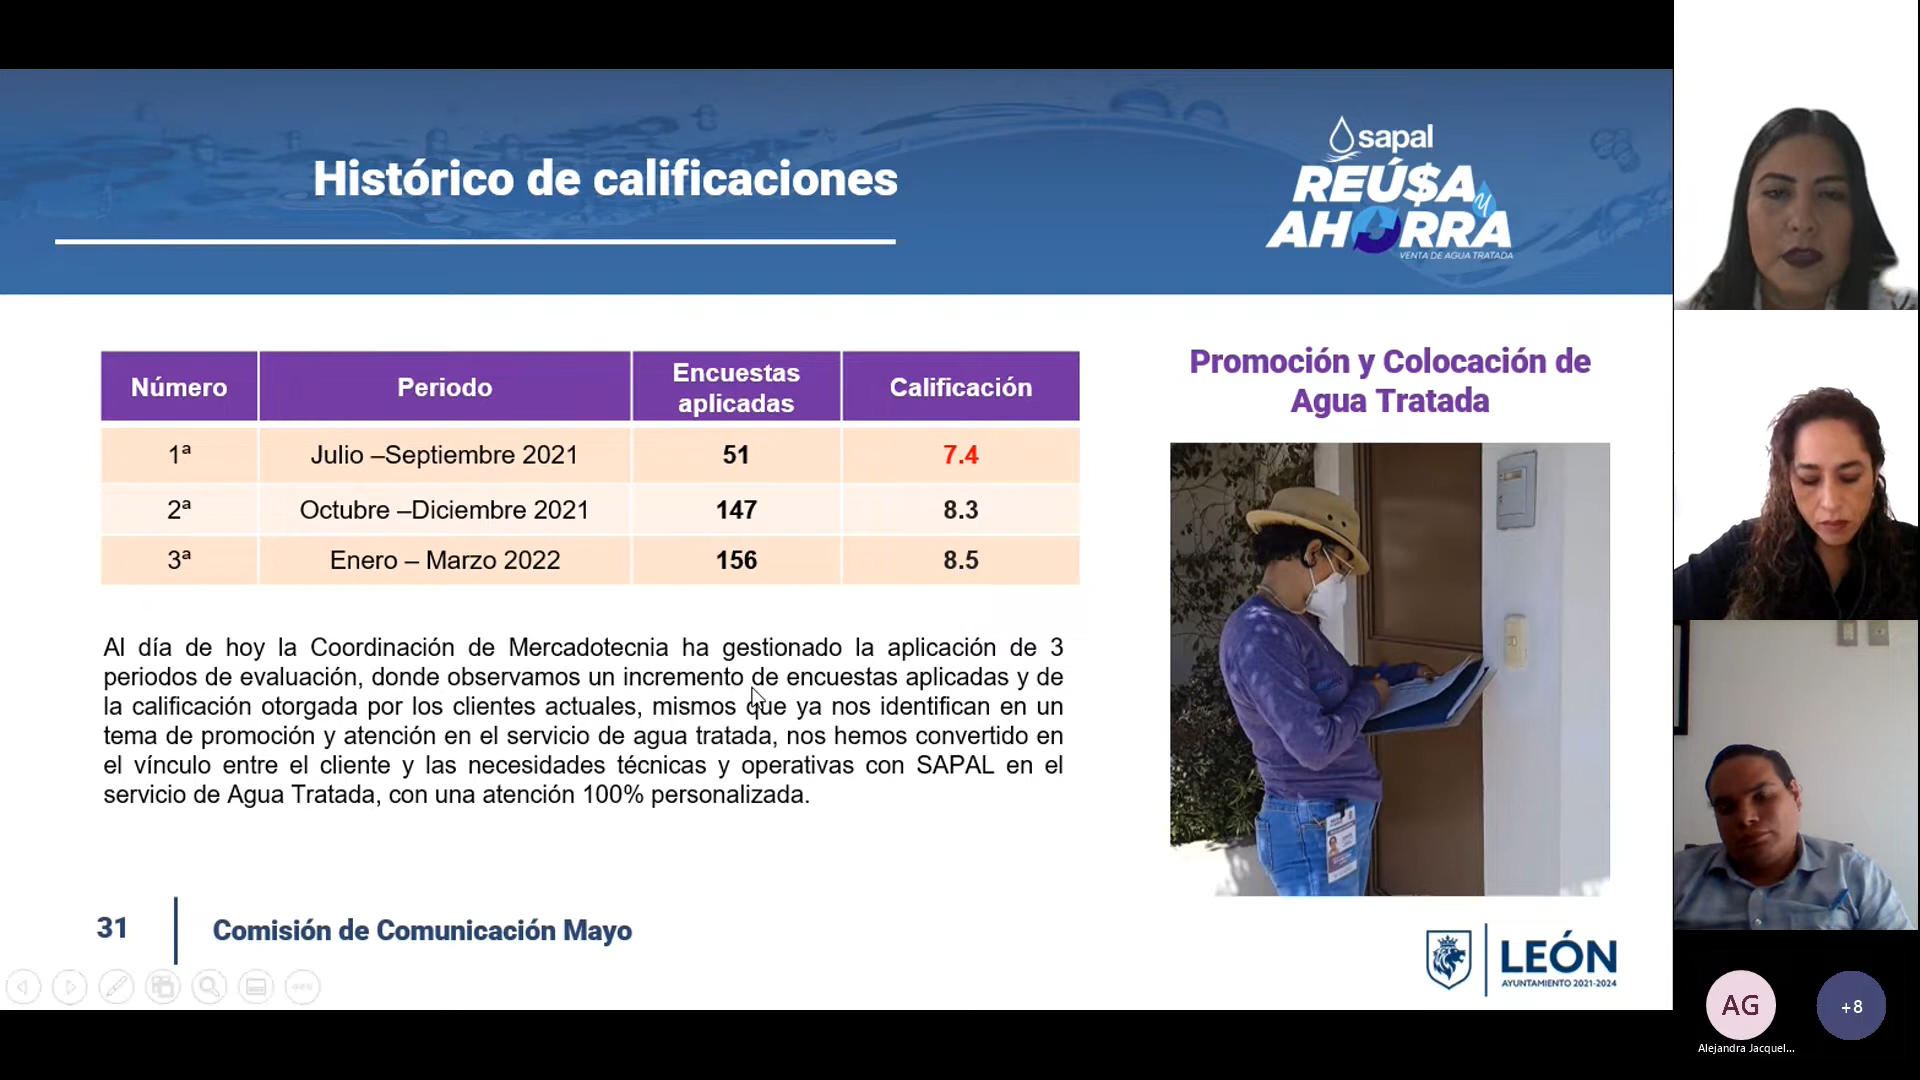 Histórico de calificaciones
sapal
REÚ$A y
AHORRA
VENTA DE AGUA TRATADA
Número Periodo Encuestas aplicadas Calificación
1ª Julio –Septiembre 2021 51 7.4
2ª Octubre –Diciembre 2021 147 8.3
3ª Enero – Marzo 2022 156 8.5
Promoción y Colocación de
Agua Tratada
Al día de hoy la Coordinación de Mercadotecnia ha gestionado la aplicación de 3
periodos de evaluación, donde observamos un incremento de encuestas aplicadas y de
la calificación otorgada por los clientes actuales, mismos que ya nos identifican en un
tema de promoción y atención en el servicio de agua tratada, nos hemos convertido en
el vínculo entre el cliente y las necesidades técnicas y operativas con SAPAL en el
servicio de Agua Tratada, con una atención 100% personalizada.
31
Comisión de Comunicación Mayo
LEÓN
AYUNTAMIENTO 2021-2024
AG
+8
Alejandra Jacquel...